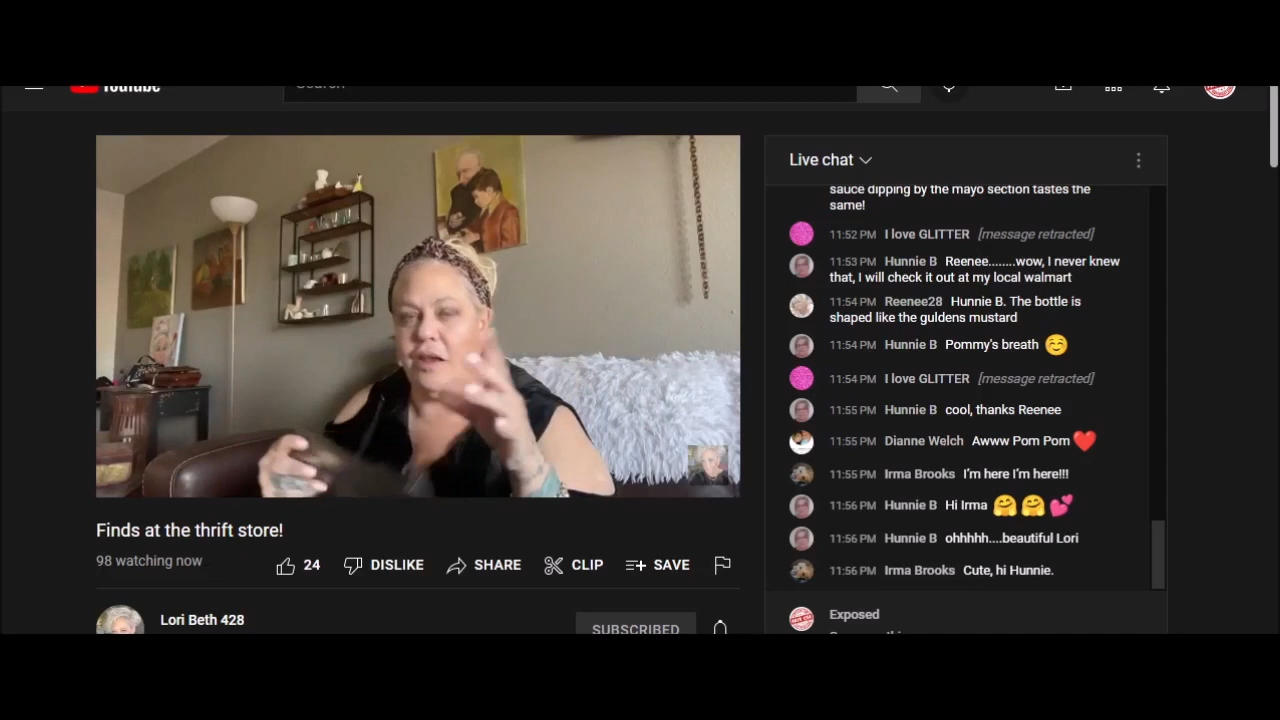 YouTube
Search
Live chat
sauce dipping by the mayo section tastes the
same!
11:52 PM I love GLITTER [message retracted]
11:53 PM Hunnie B Reenee........wow, I never knew
that, I will check it out at my local walmart
11:54 PM Reenee28 Hunnie B. The bottle is
shaped like the guldens mustard
11:54 PM Hunnie B Pommy's breath ☺️
11:54 PM I love GLITTER [message retracted]
11:55 PM Hunnie B cool, thanks Reenee
11:55 PM Dianne Welch Awww Pom Pom ❤️
11:55 PM Irma Brooks I'm here I'm here!!!
11:56 PM Hunnie B Hi Irma 🤗 🤗 💕
11:56 PM Hunnie B ohhhhh....beautiful Lori
11:56 PM Irma Brooks Cute, hi Hunnie.
Exposed
Finds at the thrift store!
98 watching now
24 DISLIKE SHARE CLIP SAVE
Lori Beth 428
SUBSCRIBED